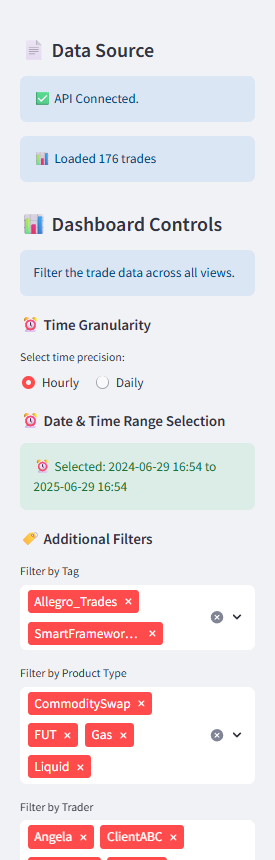 Data Source
API Connected.
Loaded 176 trades
Dashboard Controls
Filter the trade data across all views.
Time Granularity
Select time precision:
Hourly Daily
Date & Time Range Selection
Selected: 2024-06-29 16:54 to
2025-06-29 16:54
Additional Filters
Filter by Tag
Allegro_Trades ×
SmartFramewor... ×
Filter by Product Type
CommoditySwap ×
FUT × Gas ×
Liquid ×
Filter by Trader
Angela × ClientABC ×